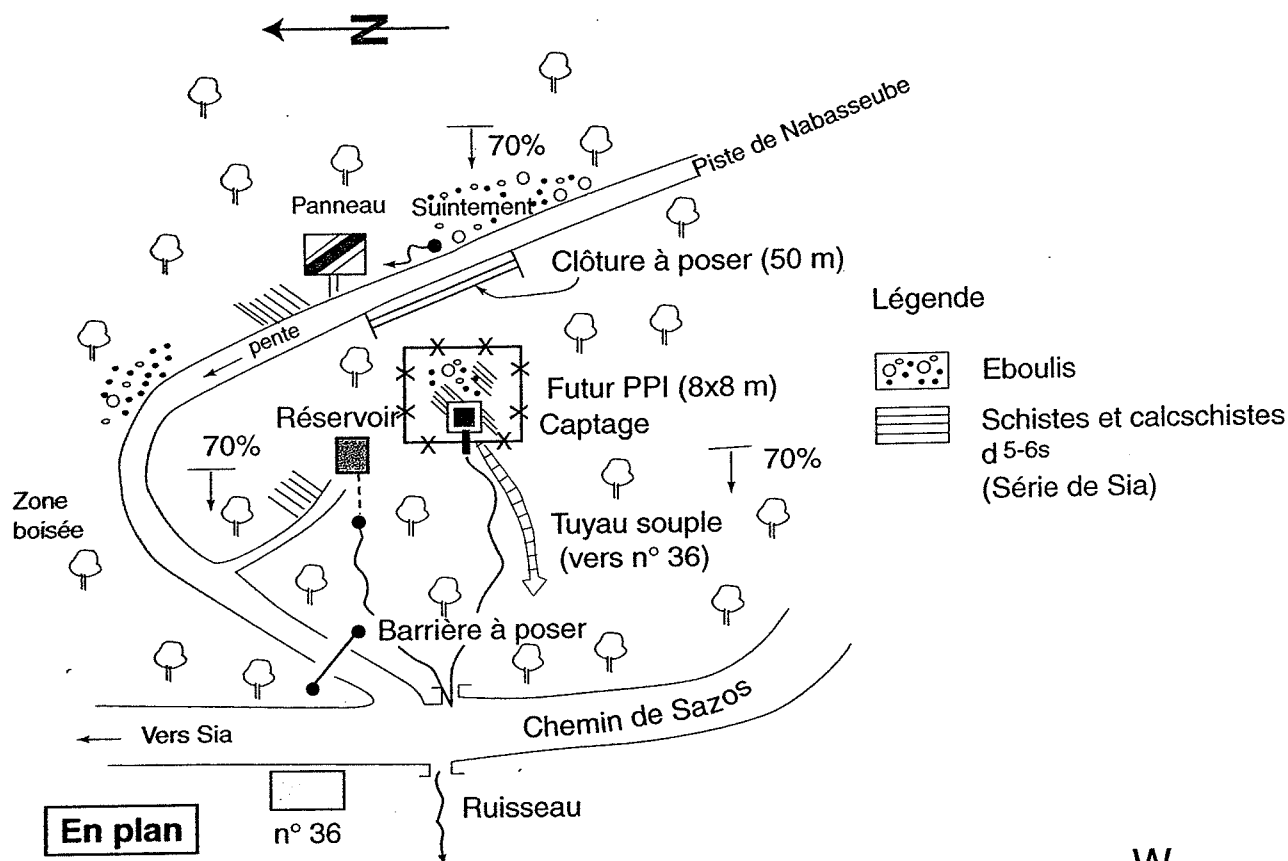 N
Piste de Nabasseube
70%
Panneau
Suintement
Clôture à poser (50 m)
pente
Légende
Eboulis
Schistes et calcschistes
d 5-6s
(Série de Sia)
Futur PPI (8x8 m)
Captage
Réservoir
70%
70%
Zone
boisée
Tuyau souple
(vers n° 36)
Barrière à poser
Chemin de Sazos
Vers Sia
Ruisseau
En plan
n° 36
W